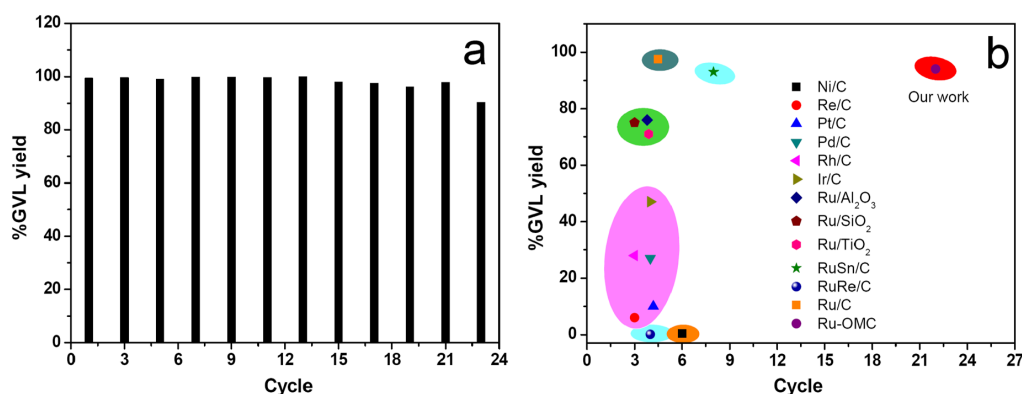 a
120
100
80
60
40
20
0
%GVL yield
0 3 6 9 12 15 18 21 24
Cycle
b
100
80
60
40
20
0
%GVL yield
Our work
Ni/C
Re/C
Pt/C
Pd/C
Rh/C
Ir/C
Ru/Al₂O₃
Ru/SiO₂
Ru/TiO₂
RuSn/C
RuRe/C
Ru/C
Ru-OMC
0 3 6 9 12 15 18 21 24 27
Cycle